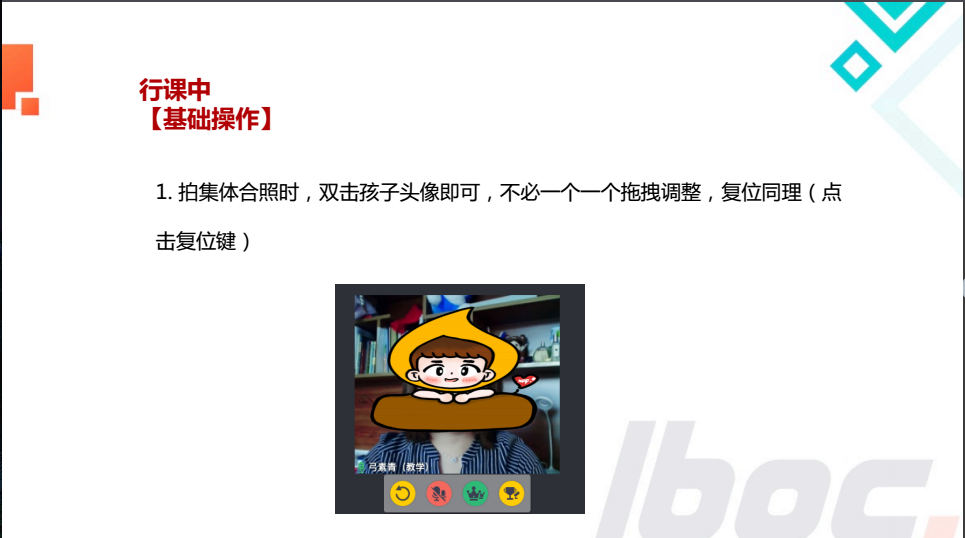 行课中
【基础操作】
1. 拍集体合照时，双击孩子头像即可，不必一个一个拖拽调整，复位同理（点
击复位键）
弓素青（教学）
lboc.